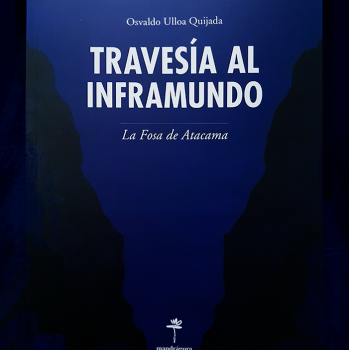 Osvaldo Ulloa Quijada
TRAVESÍA AL
INFRAMUNDO
La Fosa de Atacama
mandrágora